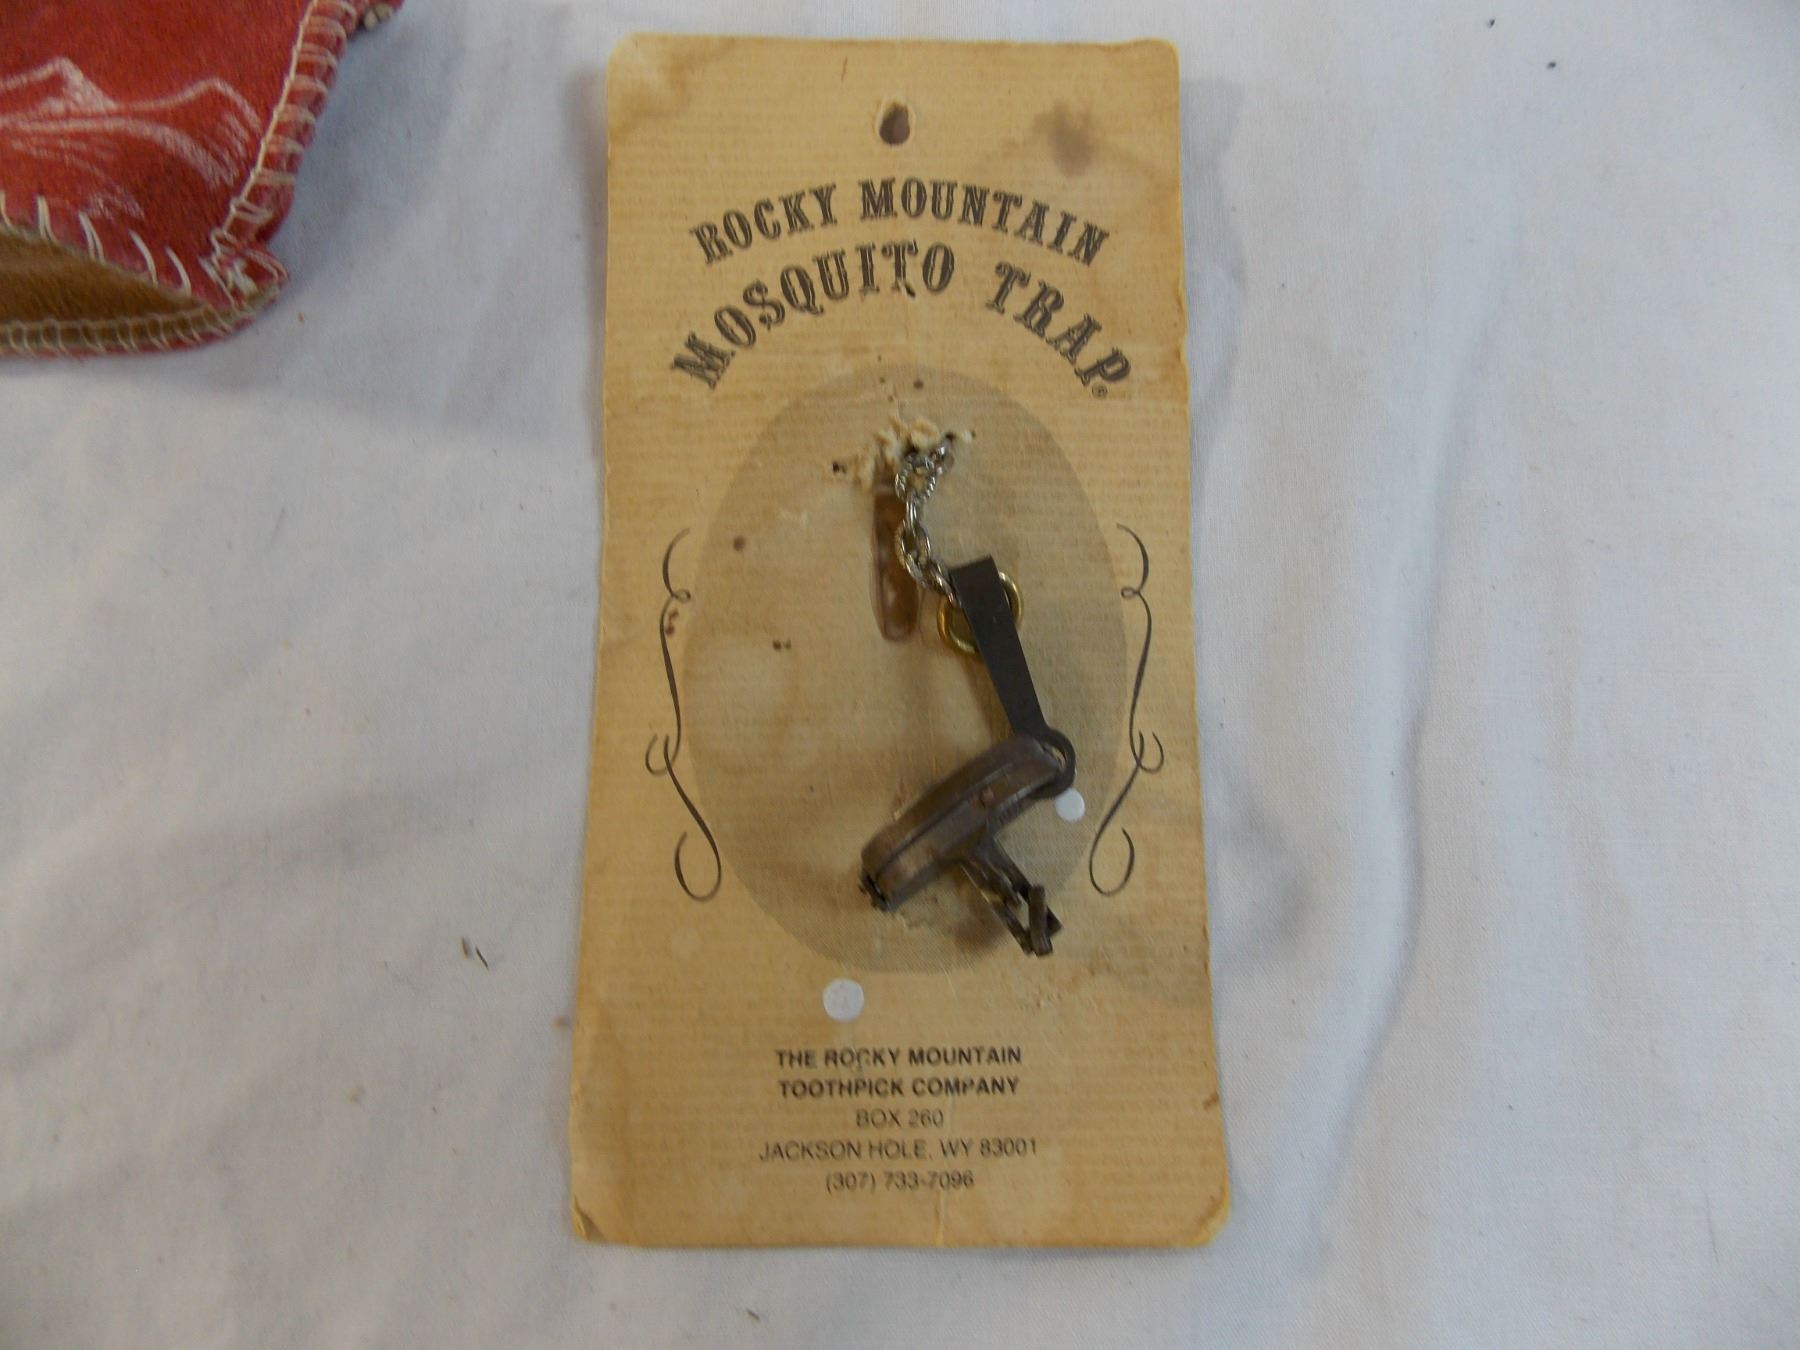 ROCKY MOUNTAIN
MOSQUITO TRAP®
THE ROCKY MOUNTAIN
TOOTHPICK COMPANY
BOX 260
JACKSON HOLE, WY 83001
(307) 733-7096